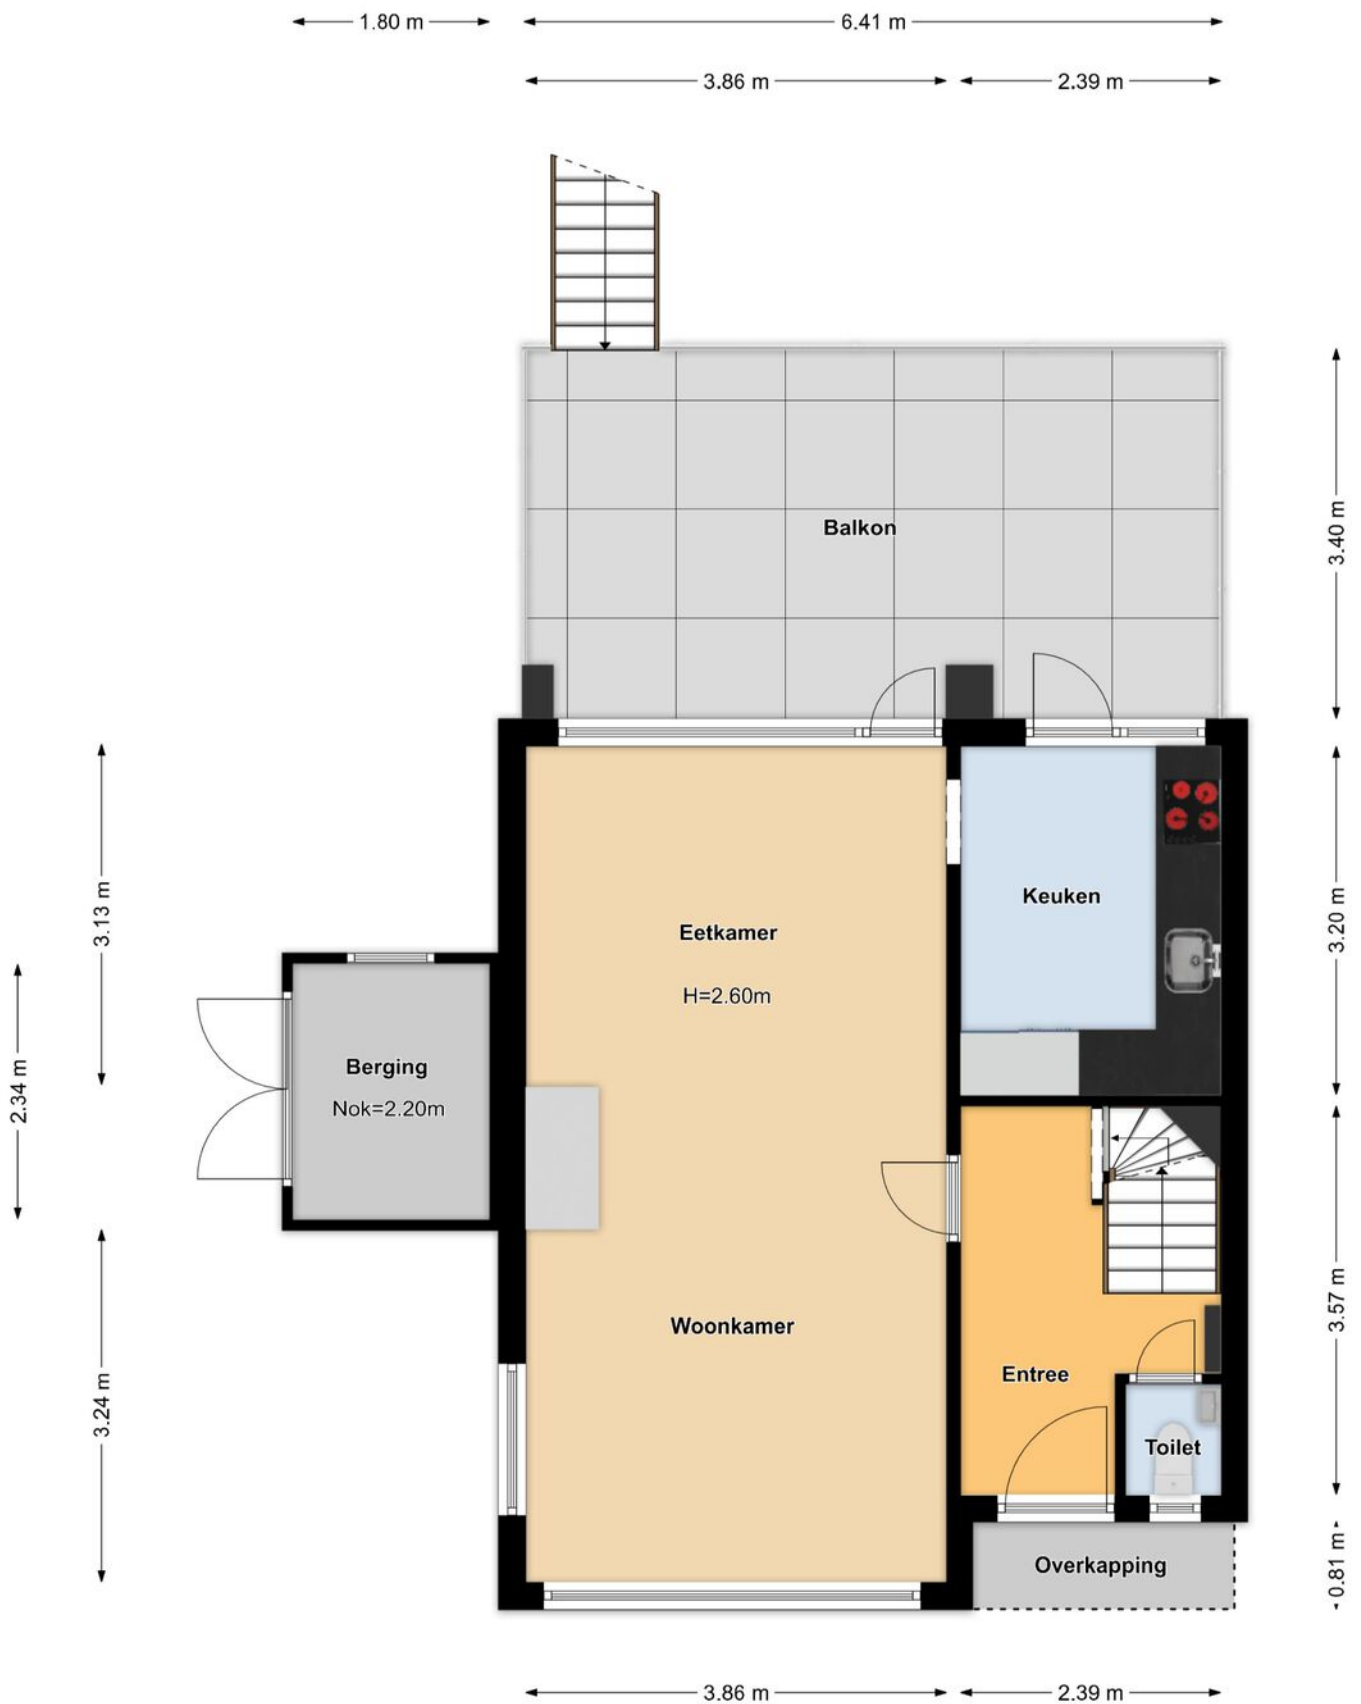 1.80 m
6.41 m
3.86 m
2.39 m
Balkon
3.40 m
3.13 m
2.34 m
3.20 m
Keuken
Eetkamer
H=2.60m
Berging
Nok=2.20m
3.57 m
Woonkamer
Entree
3.24 m
Toilet
Overkapping
0.81 m
3.86 m
2.39 m